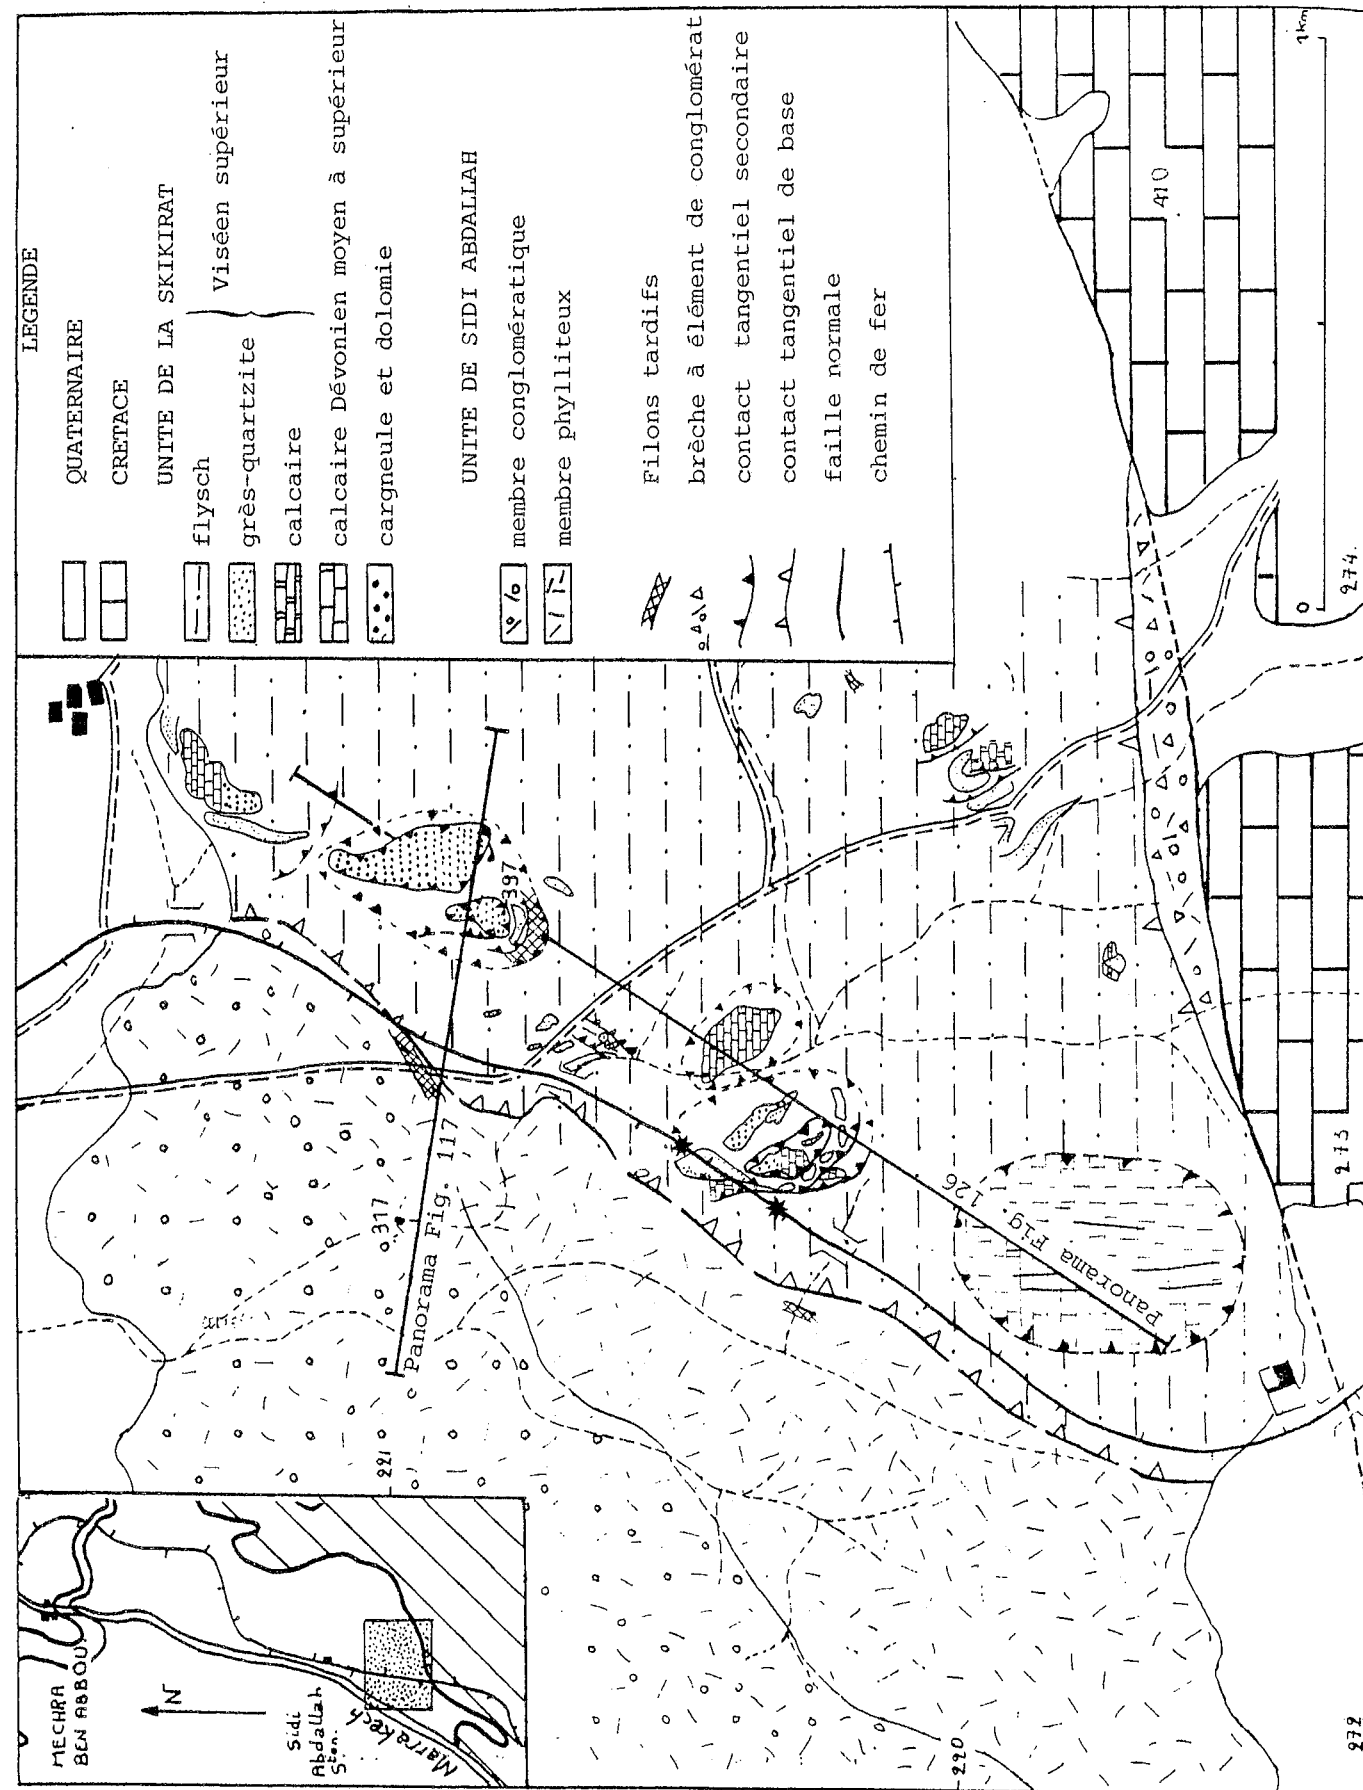 LEGENDE
QUATERNAIRE
CRETACE
UNITE DE LA SKIKIRAT
flysch
grès-quartzite
Viséen supérieur
calcaire
calcaire Dévonien moyen à supérieur
cargneule et dolomie
UNITE DE SIDI ABDALLAH
membre conglomératique
membre phylliteux
Filons tardifs
brèche à élément de conglomérat
contact tangentiel secondaire
contact tangentiel de base
faille normale
chemin de fer
0
1km
410
397
317
Panorama Fig. 117
Panorama Fig. 126
221
220
272
273
274
MECHRA
BEN ABBOU
N
Sidi
Abdallah
Marrakech